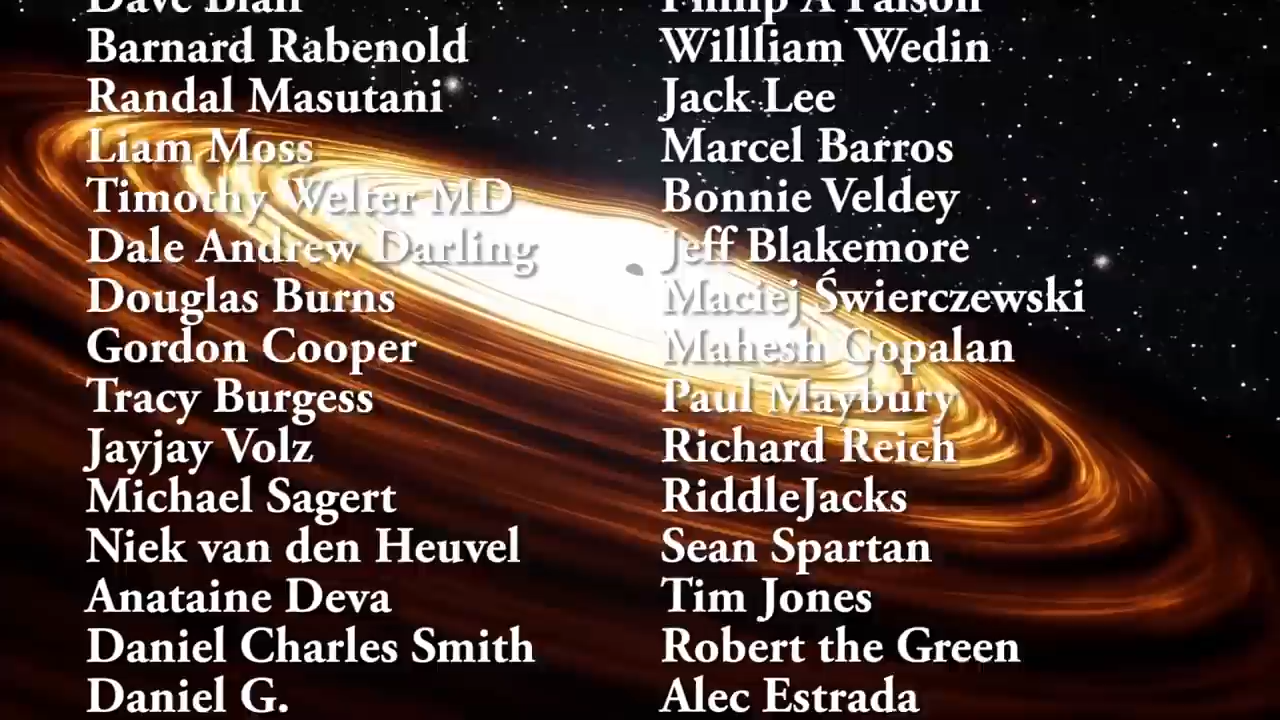 Dave Blair
Barnard Rabenold
Randal Masutani
Liam Moss
Timothy Welter MD
Dale Andrew Darling
Douglas Burns
Gordon Cooper
Tracy Burgess
Jayjay Volz
Michael Sagert
Niek van den Heuvel
Anataine Deva
Daniel Charles Smith
Daniel G.
Willliam Wedin
Jack Lee
Marcel Barros
Bonnie Veldey
Jeff Blakemore
Maciej Świerczewski
Mahesh Gopalan
Paul Maybury
Richard Reich
RiddleJacks
Sean Spartan
Tim Jones
Robert the Green
Alec Estrada